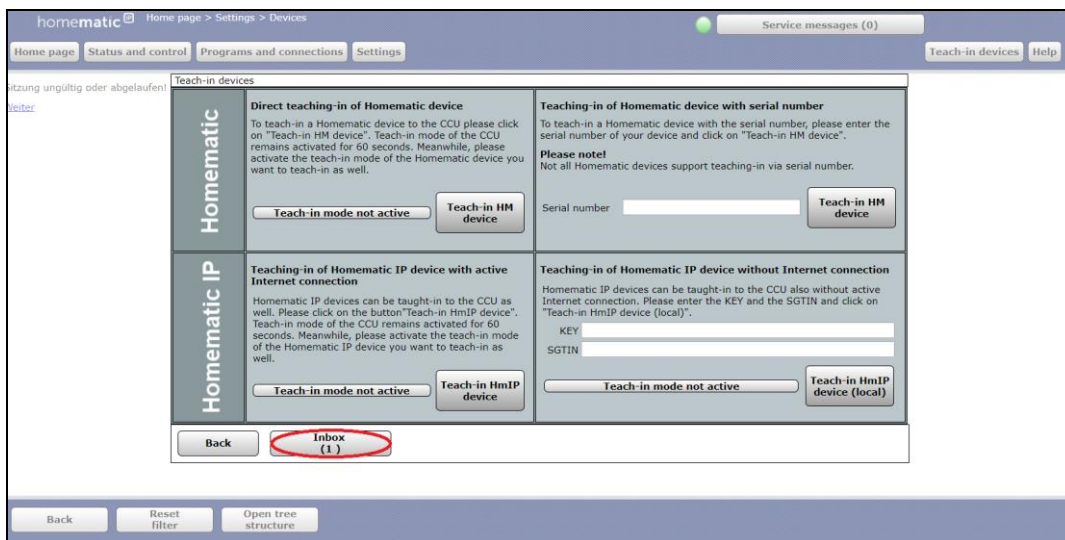 homematic IP Home page > Settings > Devices
Service messages (0)
Home page Status and control Programs and connections Settings
Teach-in devices Help
Sitzung ungültig oder abgelaufen!
Weiter
Teach-in devices
Homematic
Direct teaching-in of Homematic device
To teach-in a Homematic device to the CCU please click
on "Teach-in HM device". Teach-in mode of the CCU
remains activated for 60 seconds. Meanwhile, please
activate the teach-in mode of the Homematic device you
want to teach-in as well.
Teach-in mode not active
Teach-in HM
device
Teaching-in of Homematic device with serial number
To teach-in a Homematic device with the serial number, please enter the
serial number of your device and click on "Teach-in HM device".
Please note!
Not all Homematic devices support teaching-in via serial number.
Serial number
Teach-in HM
device
Homematic IP
Teaching-in of Homematic IP device with active
Internet connection
Homematic IP devices can be taught-in to the CCU as
well. Please click on the button"Teach-in HmIP device".
Teach-in mode of the CCU remains activated for 60
seconds. Meanwhile, please activate the teach-in mode
of the Homematic IP device you want to teach-in as
well.
Teach-in mode not active
Teach-in HmIP
device
Teaching-in of Homematic IP device without Internet connection
Homematic IP devices can be taught-in to the CCU also without active
Internet connection. Please enter the KEY and the SGTIN and click on
"Teach-in HmIP device (local)".
KEY
SGTIN
Teach-in mode not active
Teach-in HmIP
device (local)
Back
Inbox
(1 )
Back
Reset
filter
Open tree
structure